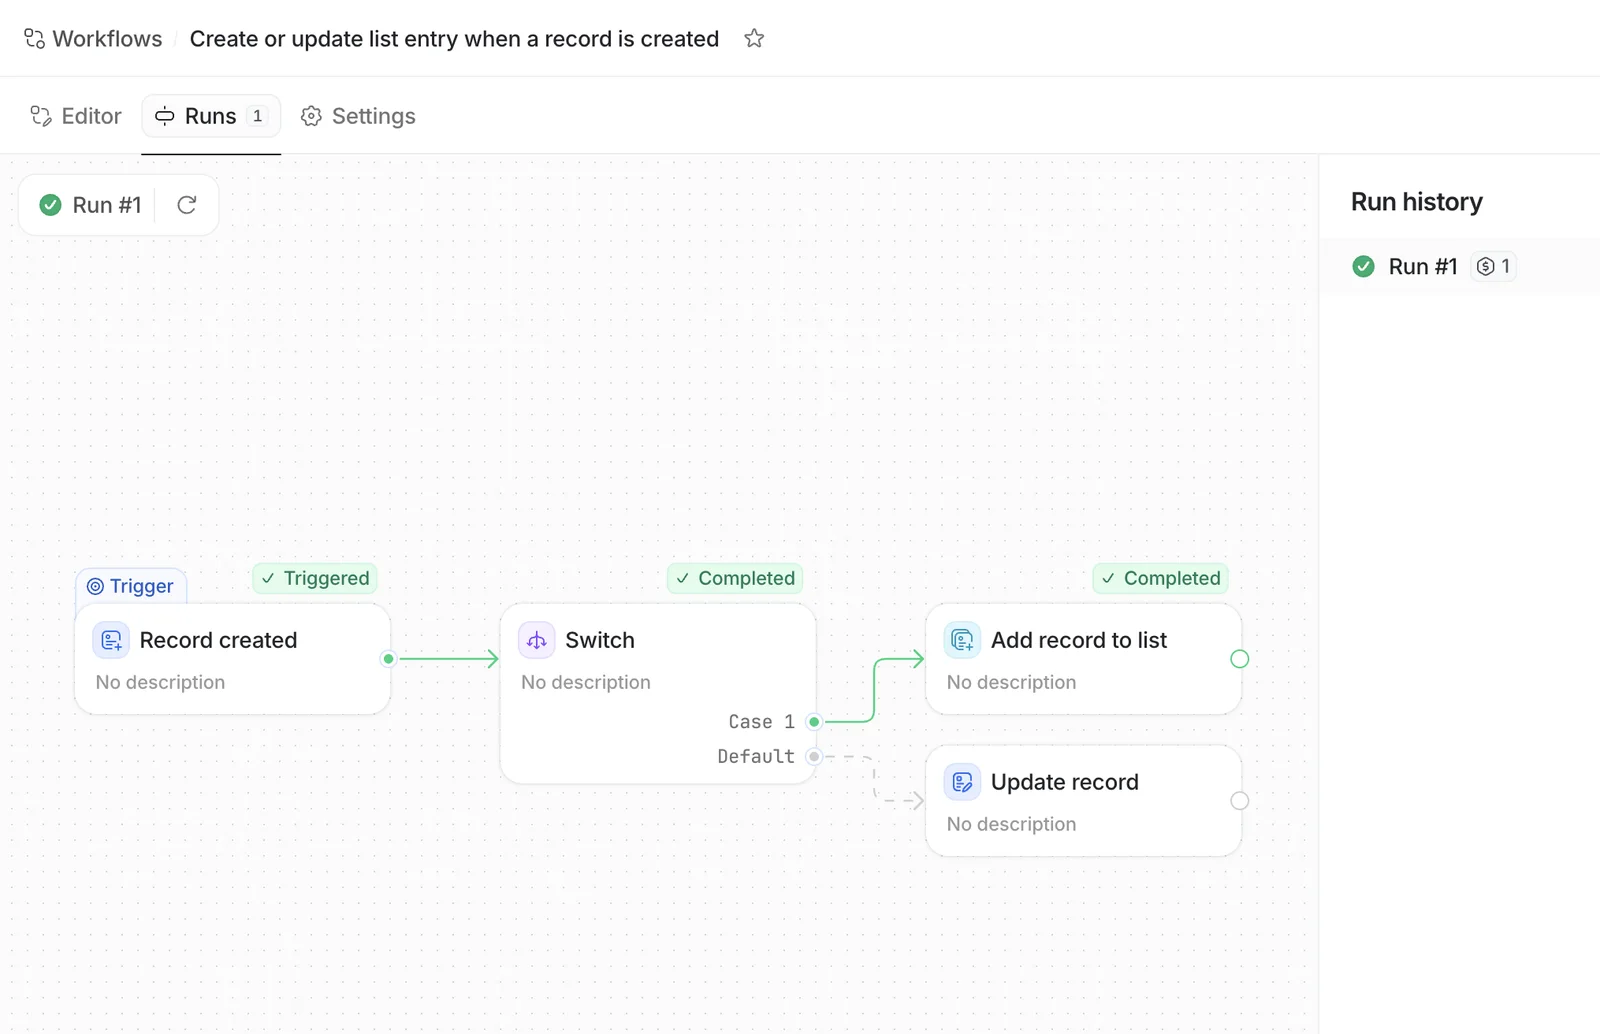 Workflows / Create or update list entry when a record is created
Editor
Runs 1
Settings
Run #1
Run history
Run #1 1
Trigger
Triggered
Record created
No description
Completed
Switch
No description
Case 1
Default
Completed
Add record to list
No description
Update record
No description